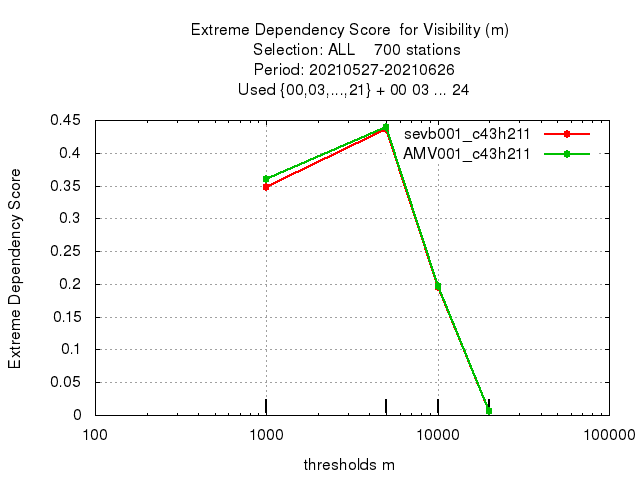 Extreme Dependency Score for Visibility (m)
Selection: ALL 700 stations
Period: 20210527-20210626
Used {00,03,...,21} + 00 03 ... 24
sevb001_c43h211
AMV001_c43h211
Extreme Dependency Score
0.45
0.4
0.35
0.3
0.25
0.2
0.15
0.1
0.05
0
100
1000
10000
100000
thresholds m